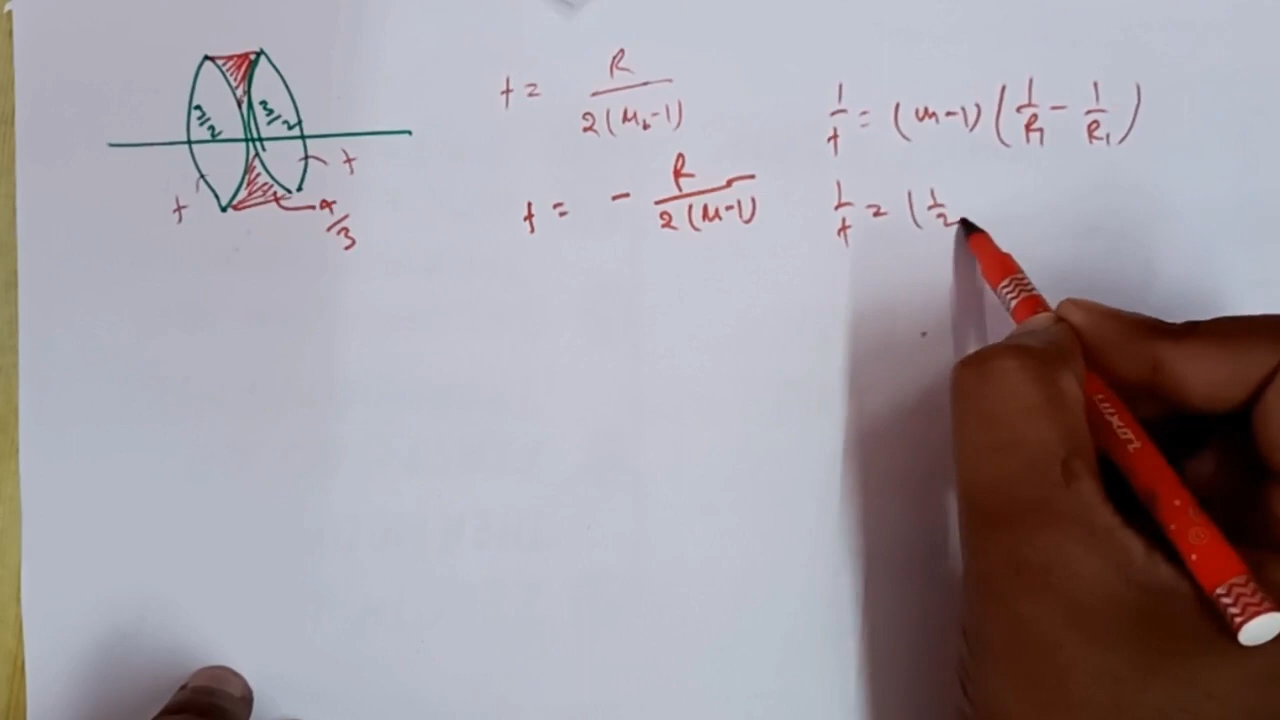 3/2 3/2
f f
α/3
f = R / 2(μ₂-1)
f = - R / 2(μ-1)
1/f = (μ-1) (1/R₁ - 1/R₁)
1/f = (1/2
luxor